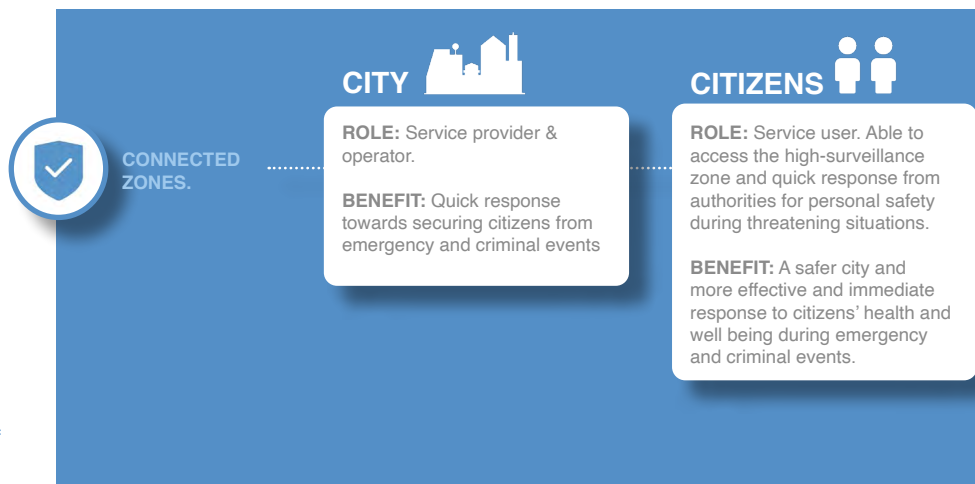 CITY
CITIZENS
CONNECTED
ZONES.
ROLE: Service provider &
operator.
BENEFIT: Quick response
towards securing citizens from
emergency and criminal events
ROLE: Service user. Able to
access the high-surveillance
zone and quick response from
authorities for personal safety
during threatening situations.
BENEFIT: A safer city and
more effective and immediate
response to citizens’ health and
well being during emergency
and criminal events.